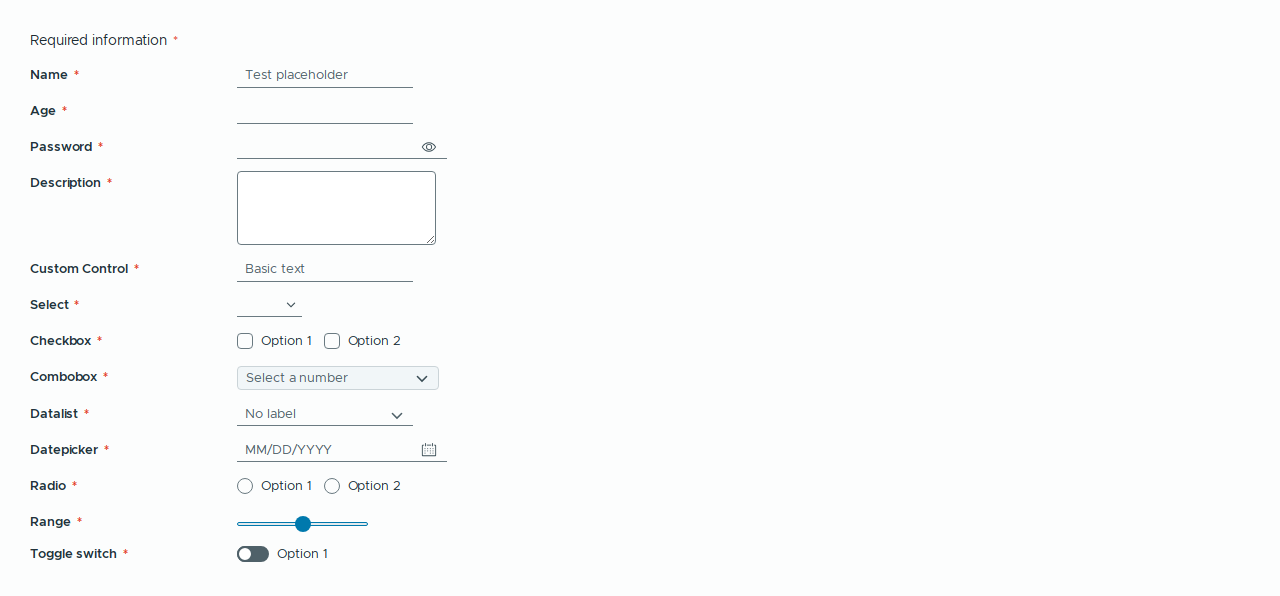 Required information *
Name * Test placeholder
Age *
Password *
Description *
Custom Control * Basic text
Select *
Checkbox * Option 1 Option 2
Combobox * Select a number
Datalist * No label
Datepicker * MM/DD/YYYY
Radio * Option 1 Option 2
Range *
Toggle switch * Option 1